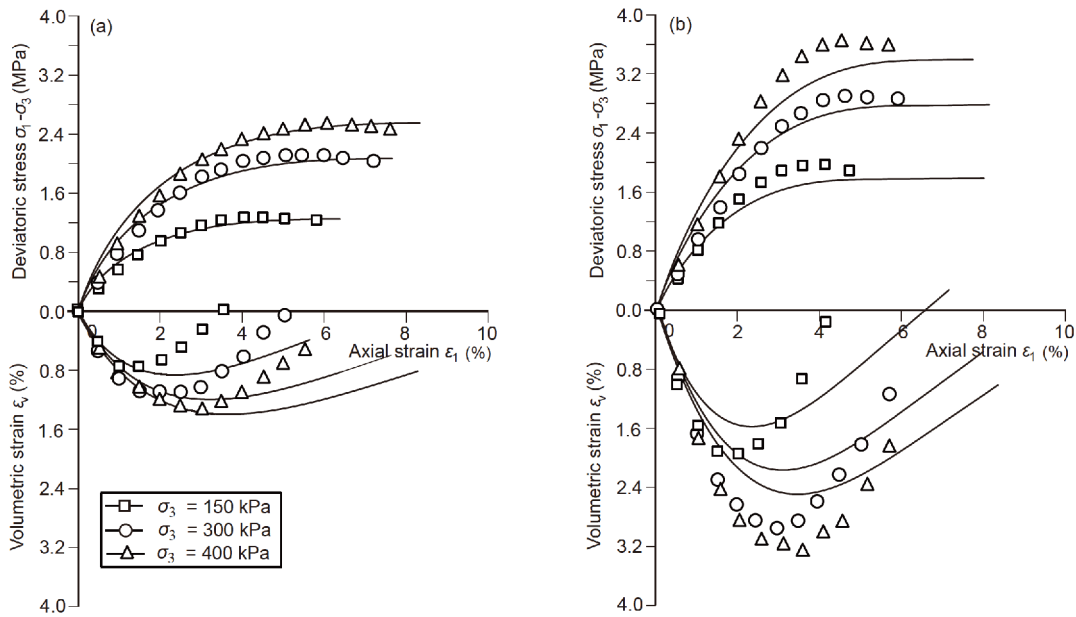 (a)
Deviatoric stress σ₁-σ₃ (MPa)
4.0
3.2
2.4
1.6
0.8
0.0
0 2 4 6 8 10
Axial strain ε₁ (%)
Volumetric strain εᵥ (%)
0.8
1.6
2.4
3.2
4.0
σ₃ = 150 kPa
σ₃ = 300 kPa
σ₃ = 400 kPa
(b)
Deviatoric stress σ₁-σ₃ (MPa)
4.0
3.2
2.4
1.6
0.8
0.0
0 2 4 6 8 10
Axial strain ε₁ (%)
Volumetric strain εᵥ (%)
0.8
1.6
2.4
3.2
4.0